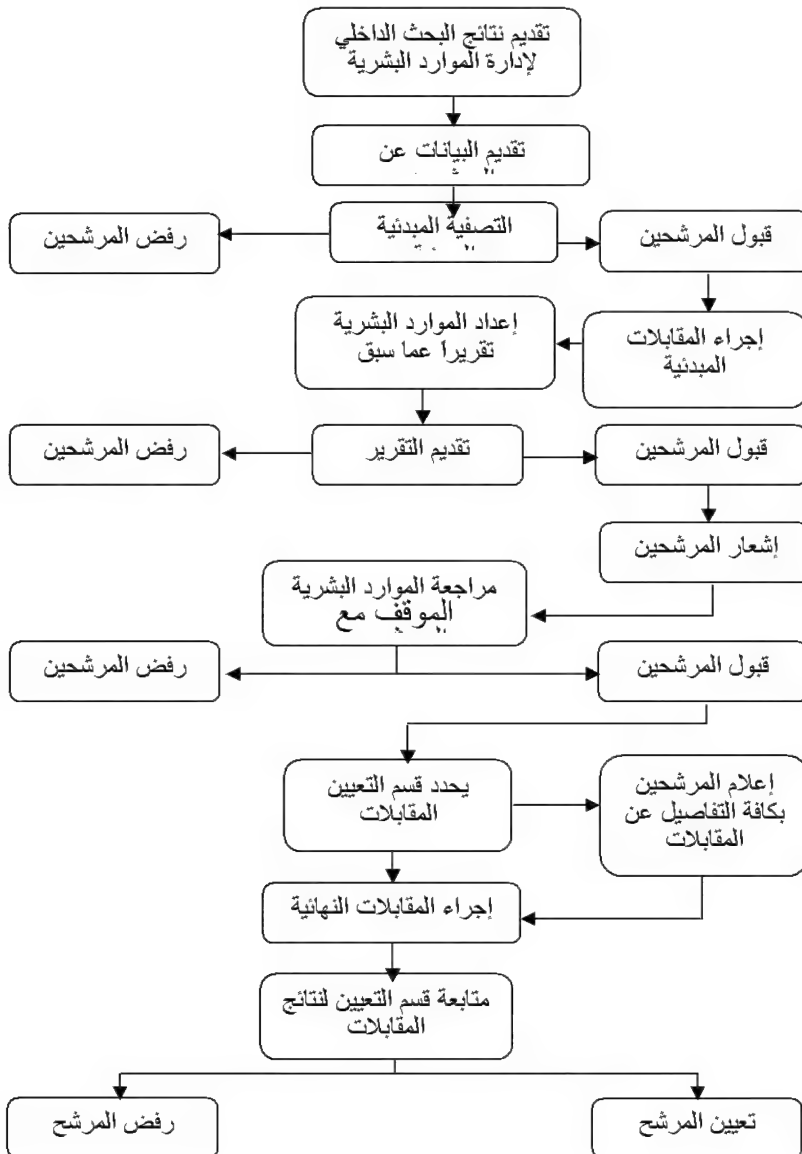 تقديم نتائج البحث الداخلي
لإدارة الموارد البشرية
تقديم البيانات عن
قبول المرشحين
التصفية المبدئية
رفض المرشحين
إجراء المقابلات
المبدئية
إعداد الموارد البشرية
تقريراً عما سبق
قبول المرشحين
تقديم التقرير
رفض المرشحين
إشعار المرشحين
مراجعة الموارد البشرية
الموقف مع
قبول المرشحين
رفض المرشحين
يحدد قسم التعيين
المقابلات
إعلام المرشحين
بكافة التفاصيل عن
المقابلات
إجراء المقابلات النهائية
متابعة قسم التعيين لنتائج
المقابلات
تعيين المرشح
رفض المرشح